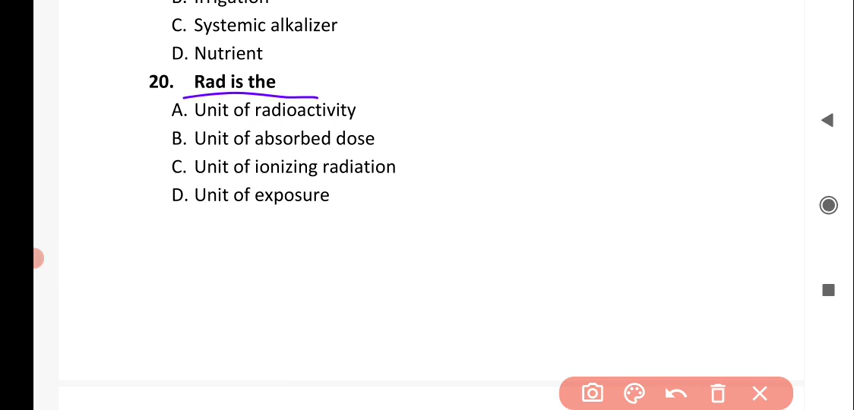 C. Systemic alkalizer
D. Nutrient
20. Rad is the
A. Unit of radioactivity
B. Unit of absorbed dose
C. Unit of ionizing radiation
D. Unit of exposure